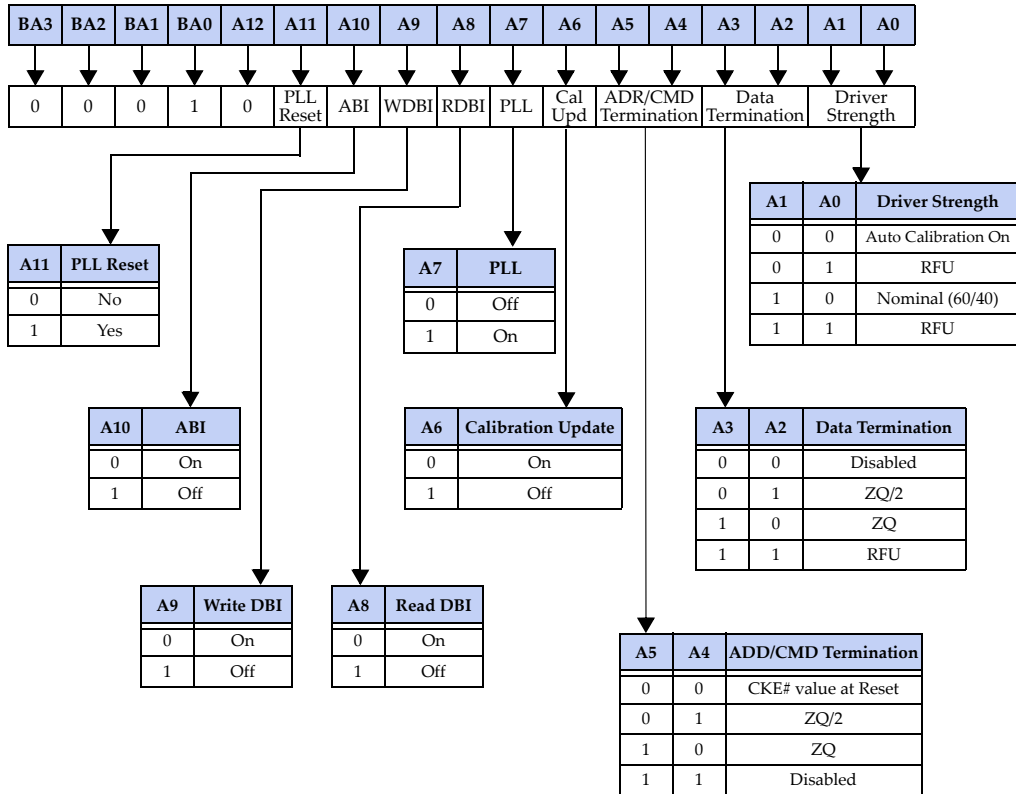 BA3 BA2 BA1 BA0 A12 A11 A10 A9 A8 A7 A6 A5 A4 A3 A2 A1 A0
0 0 0 1 0 PLL Reset ABI WDBI RDBI PLL Cal Upd ADR/CMD Termination Data Termination Driver Strength
A1 A0 Driver Strength
0 0 Auto Calibration On
0 1 RFU
1 0 Nominal (60/40)
1 1 RFU
A11 PLL Reset
0 No
1 Yes
A7 PLL
0 Off
1 On
A10 ABI
0 On
1 Off
A6 Calibration Update
0 On
1 Off
A3 A2 Data Termination
0 0 Disabled
0 1 ZQ/2
1 0 ZQ
1 1 RFU
A9 Write DBI
0 On
1 Off
A8 Read DBI
0 On
1 Off
A5 A4 ADD/CMD Termination
0 0 CKE# value at Reset
0 1 ZQ/2
1 0 ZQ
1 1 Disabled